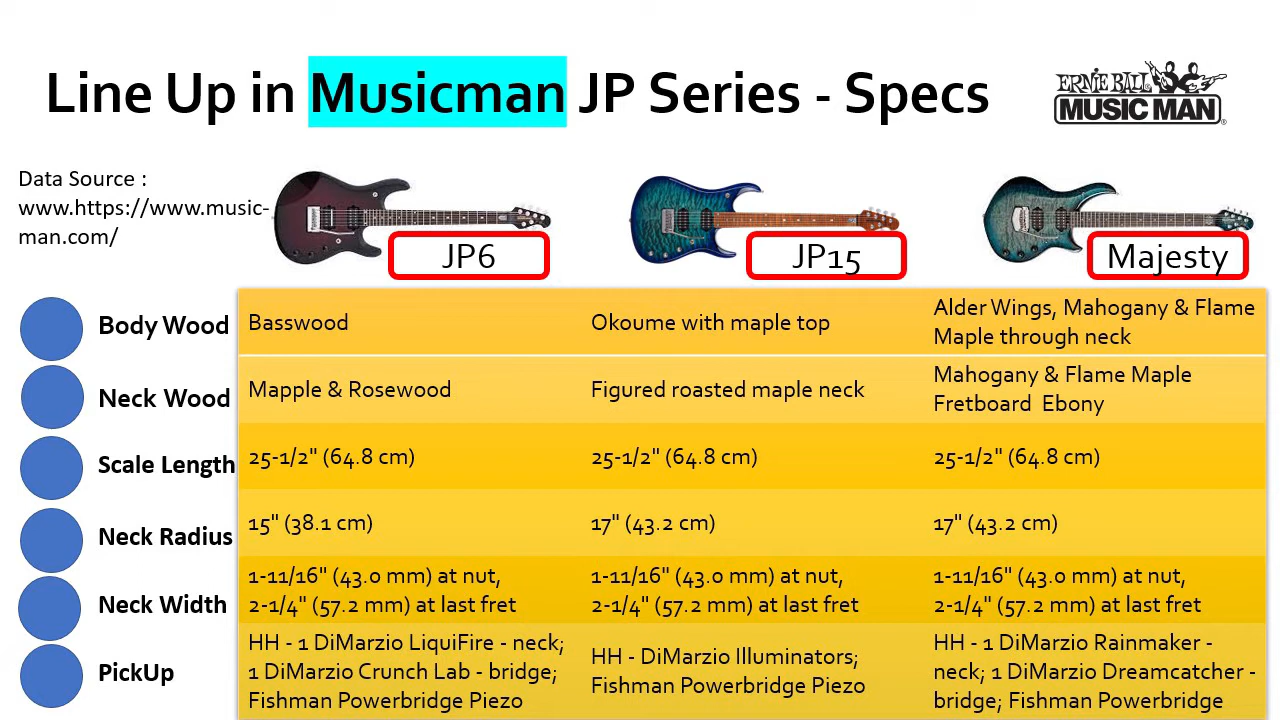 Line Up in Musicman JP Series - Specs
ERNIE BALL
MUSIC MAN
®
Data Source :
www.https://www.music-
man.com/
JP6
JP15
Majesty
Body Wood
Basswood
Okoume with maple top
Alder Wings, Mahogany & Flame
Maple through neck
Neck Wood
Mapple & Rosewood
Figured roasted maple neck
Mahogany & Flame Maple
Fretboard Ebony
Scale Length
25-1/2" (64.8 cm)
25-1/2" (64.8 cm)
25-1/2" (64.8 cm)
Neck Radius
15" (38.1 cm)
17" (43.2 cm)
17" (43.2 cm)
Neck Width
1-11/16" (43.0 mm) at nut,
2-1/4" (57.2 mm) at last fret
1-11/16" (43.0 mm) at nut,
2-1/4" (57.2 mm) at last fret
1-11/16" (43.0 mm) at nut,
2-1/4" (57.2 mm) at last fret
PickUp
HH - 1 DiMarzio LiquiFire - neck;
1 DiMarzio Crunch Lab - bridge;
Fishman Powerbridge Piezo
HH - DiMarzio Illuminators;
Fishman Powerbridge Piezo
HH - 1 DiMarzio Rainmaker -
neck; 1 DiMarzio Dreamcatcher -
bridge; Fishman Powerbridge